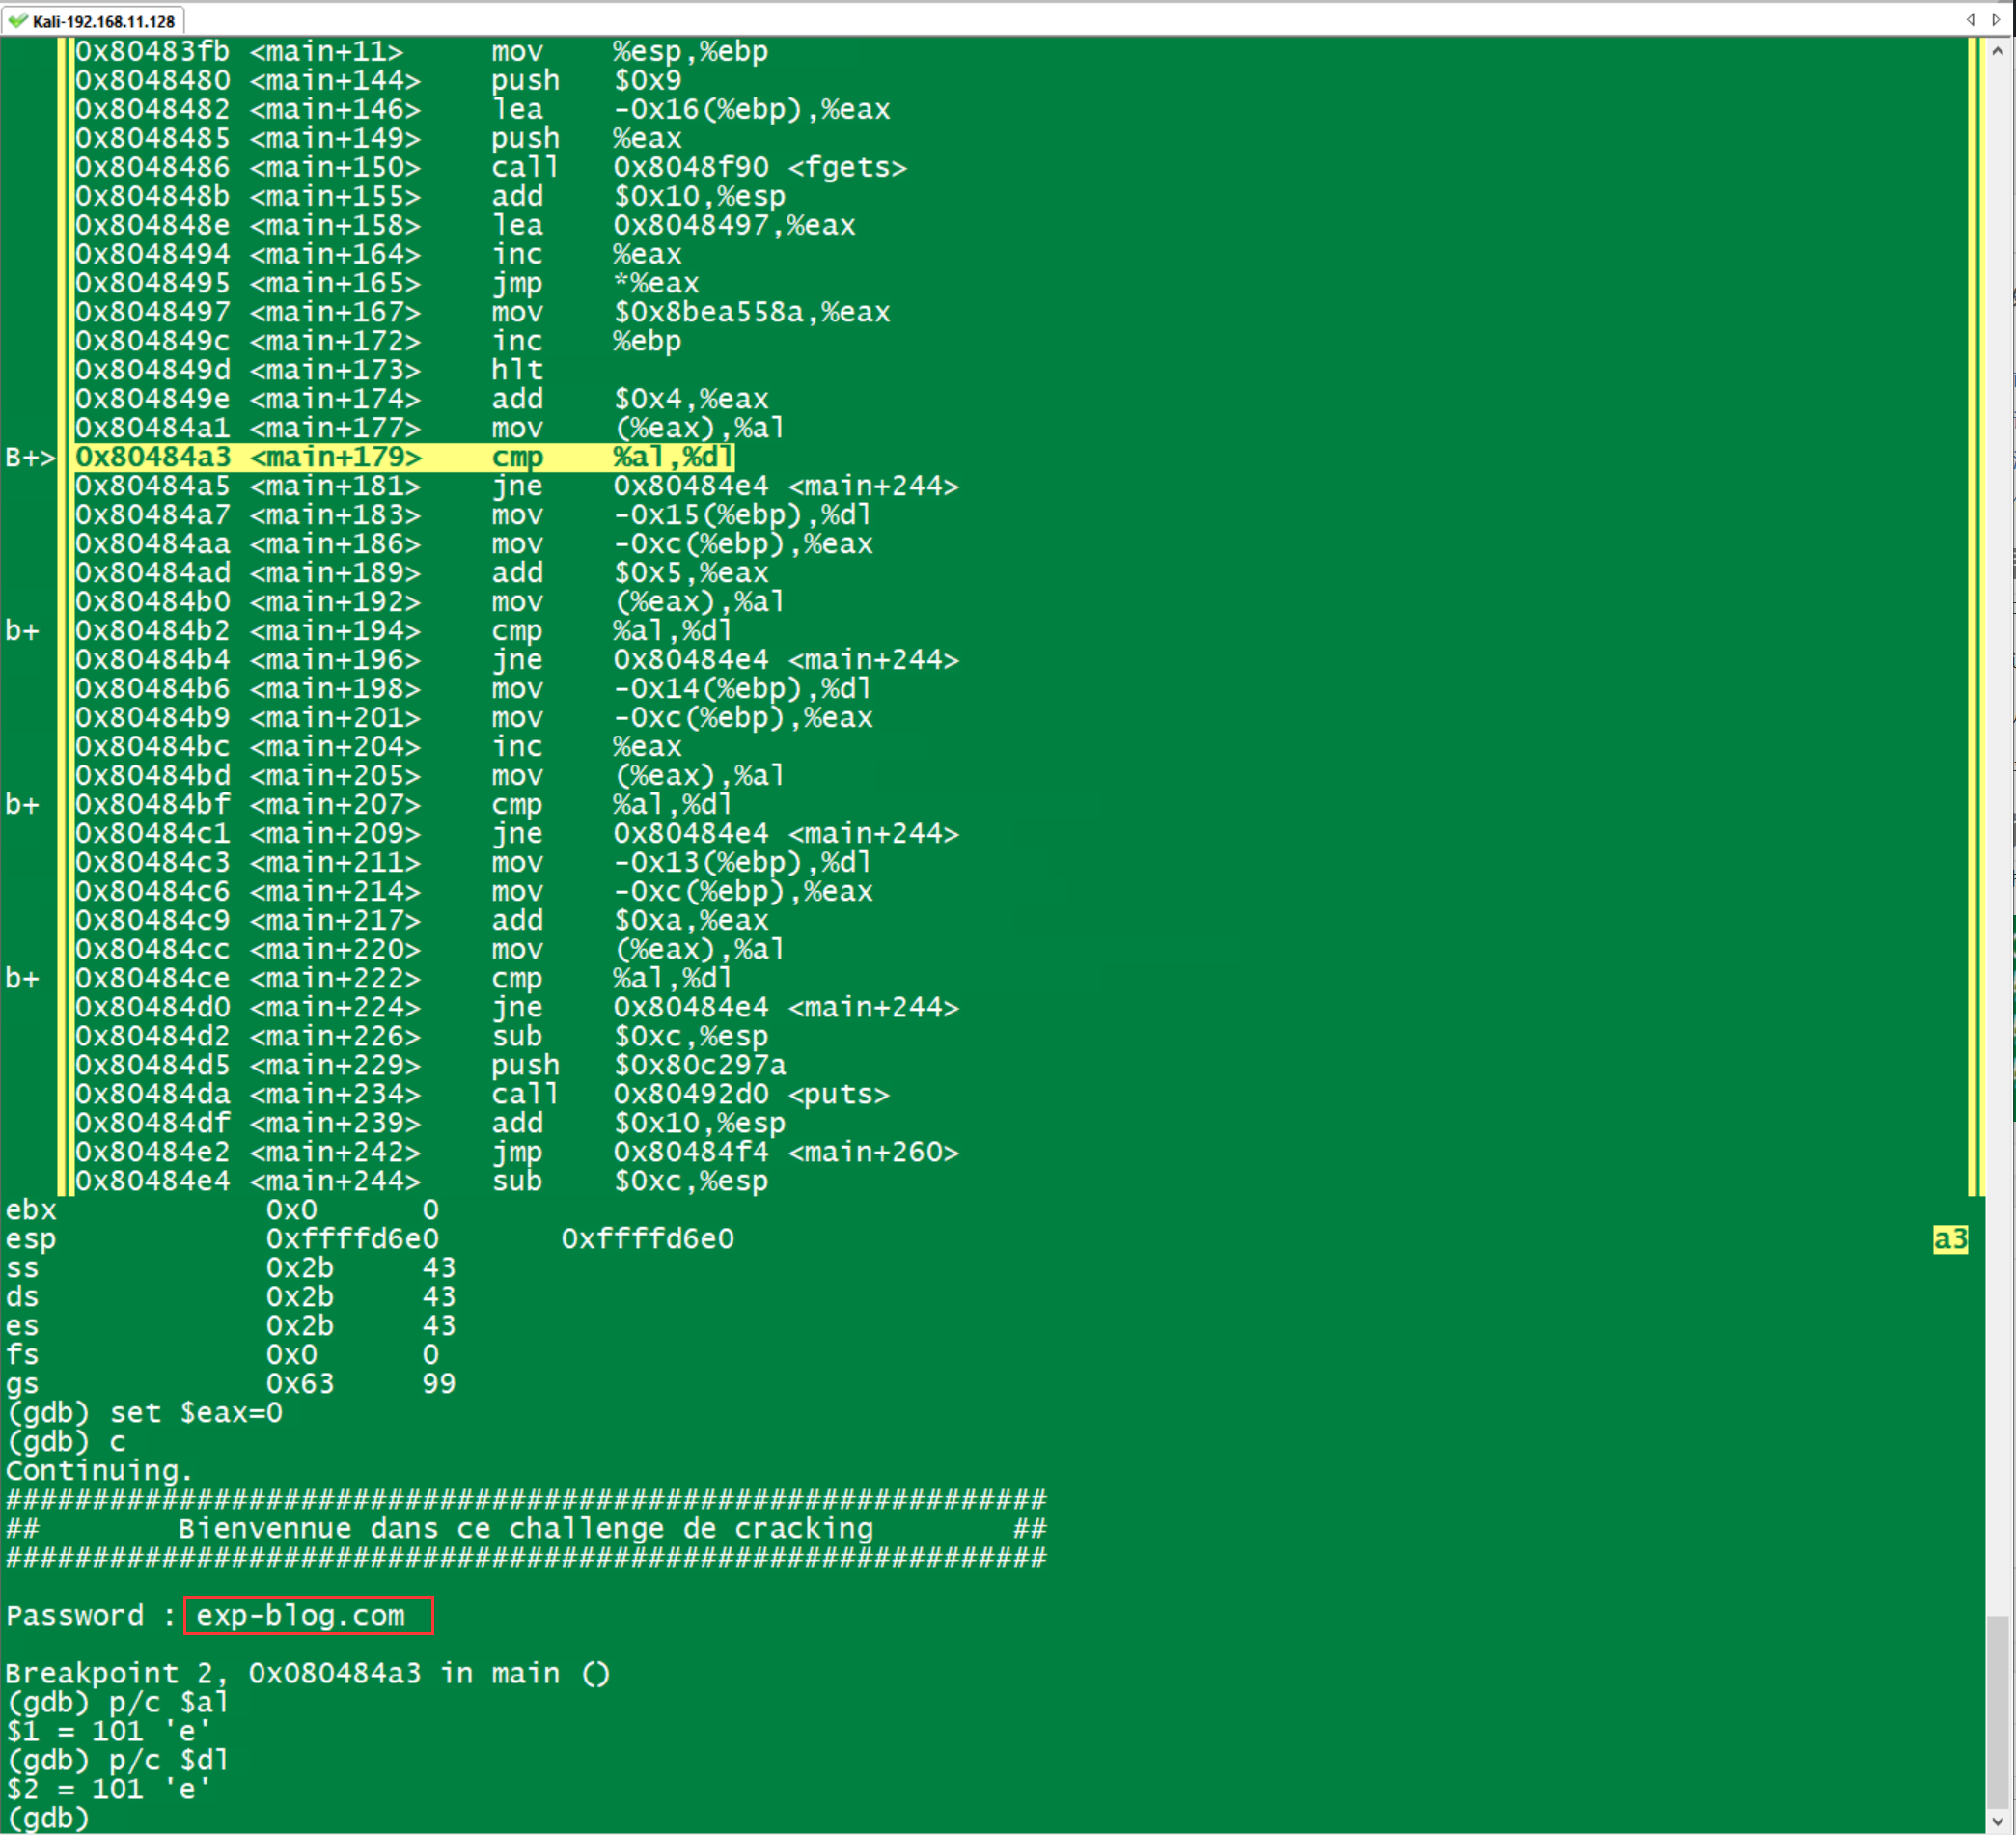 Kali-192.168.11.128
0x80483fb <main+11> mov %esp,%ebp
0x8048480 <main+144> push $0x9
0x8048482 <main+146> lea -0x16(%ebp),%eax
0x8048485 <main+149> push %eax
0x8048486 <main+150> call 0x8048f90 <fgets>
0x804848b <main+155> add $0x10,%esp
0x804848e <main+158> lea 0x8048497,%eax
0x8048494 <main+164> inc %eax
0x8048495 <main+165> jmp *%eax
0x8048497 <main+167> mov $0x8bea558a,%eax
0x804849c <main+172> inc %ebp
0x804849d <main+173> hlt
0x804849e <main+174> add $0x4,%eax
0x80484a1 <main+177> mov (%eax),%al
B+> 0x80484a3 <main+179> cmp %al,%dl
0x80484a5 <main+181> jne 0x80484e4 <main+244>
0x80484a7 <main+183> mov -0x15(%ebp),%dl
0x80484aa <main+186> mov -0xc(%ebp),%eax
0x80484ad <main+189> add $0x5,%eax
0x80484b0 <main+192> mov (%eax),%al
b+ 0x80484b2 <main+194> cmp %al,%dl
0x80484b4 <main+196> jne 0x80484e4 <main+244>
0x80484b6 <main+198> mov -0x14(%ebp),%dl
0x80484b9 <main+201> mov -0xc(%ebp),%eax
0x80484bc <main+204> inc %eax
0x80484bd <main+205> mov (%eax),%al
b+ 0x80484bf <main+207> cmp %al,%dl
0x80484c1 <main+209> jne 0x80484e4 <main+244>
0x80484c3 <main+211> mov -0x13(%ebp),%dl
0x80484c6 <main+214> mov -0xc(%ebp),%eax
0x80484c9 <main+217> add $0xa,%eax
0x80484cc <main+220> mov (%eax),%al
b+ 0x80484ce <main+222> cmp %al,%dl
0x80484d0 <main+224> jne 0x80484e4 <main+244>
0x80484d2 <main+226> sub $0xc,%esp
0x80484d5 <main+229> push $0x80c297a
0x80484da <main+234> call 0x80492d0 <puts>
0x80484df <main+239> add $0x10,%esp
0x80484e2 <main+242> jmp 0x80484f4 <main+260>
0x80484e4 <main+244> sub $0xc,%esp
ebx 0x0 0
esp 0xffffd6e0 0xffffd6e0 a3
ss 0x2b 43
ds 0x2b 43
es 0x2b 43
fs 0x0 0
gs 0x63 99
(gdb) set $eax=0
(gdb) c
Continuing.
############################################################
## Bienvennue dans ce challenge de cracking ##
############################################################
Password : exp-blog.com
Breakpoint 2, 0x080484a3 in main ()
(gdb) p/c $al
$1 = 101 'e'
(gdb) p/c $dl
$2 = 101 'e'
(gdb)